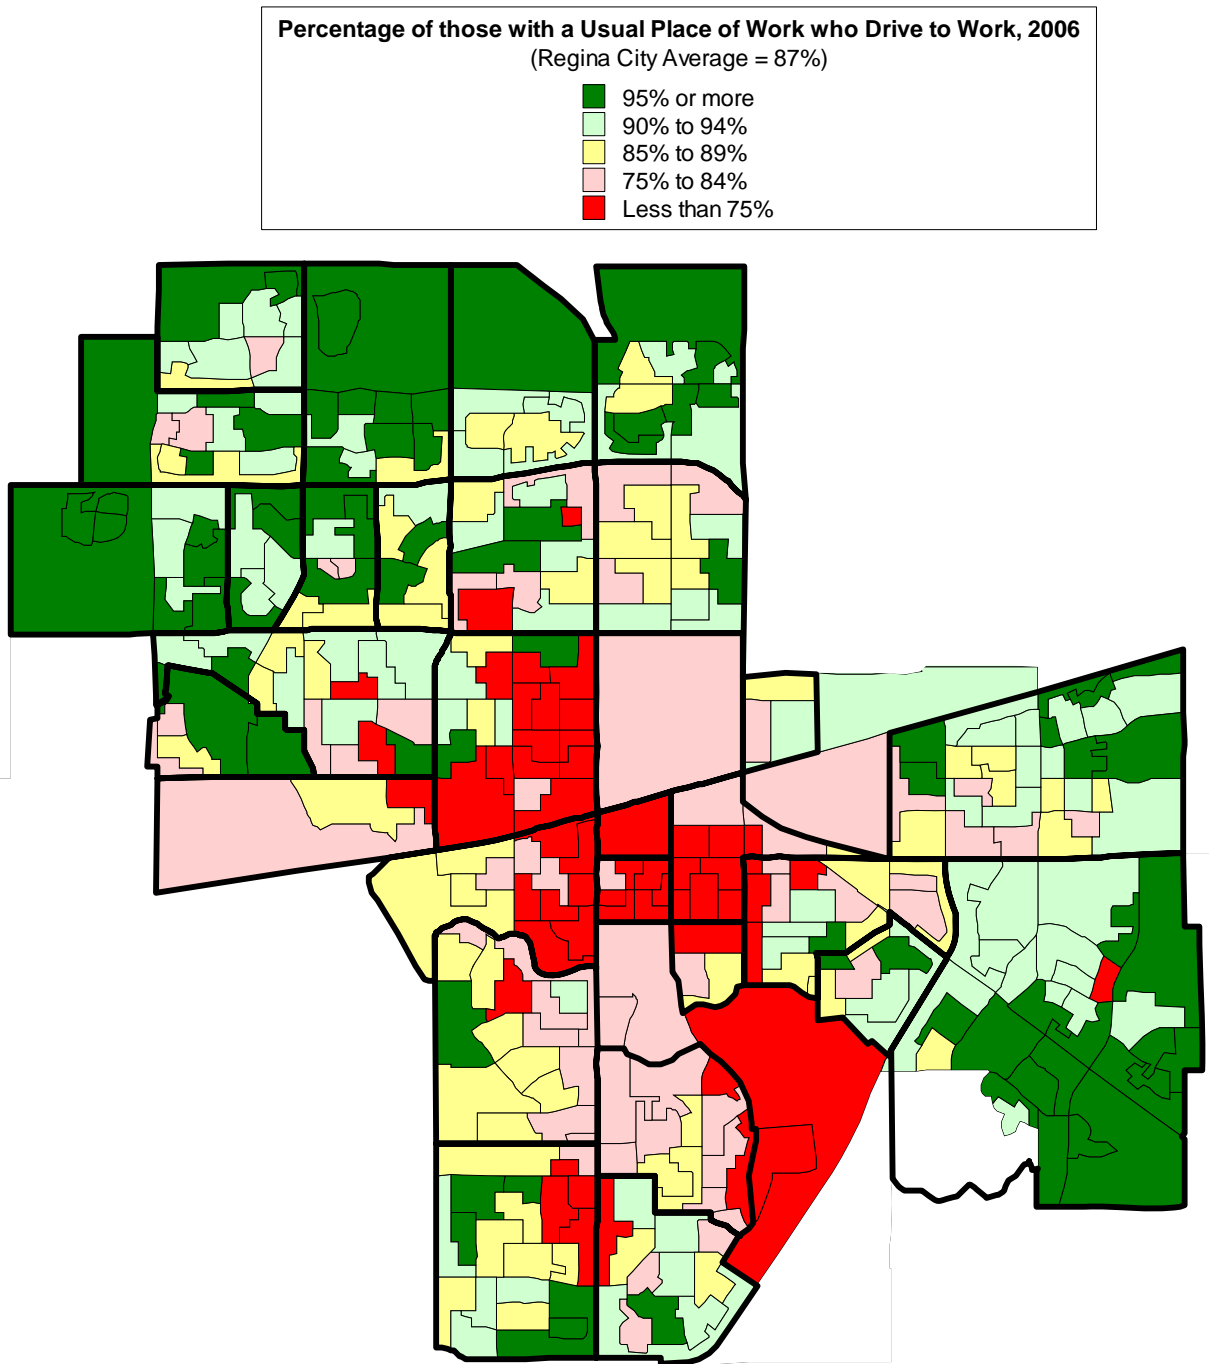 Percentage of those with a Usual Place of Work who Drive to Work, 2006
(Regina City Average = 87%)
95% or more
90% to 94%
85% to 89%
75% to 84%
Less than 75%